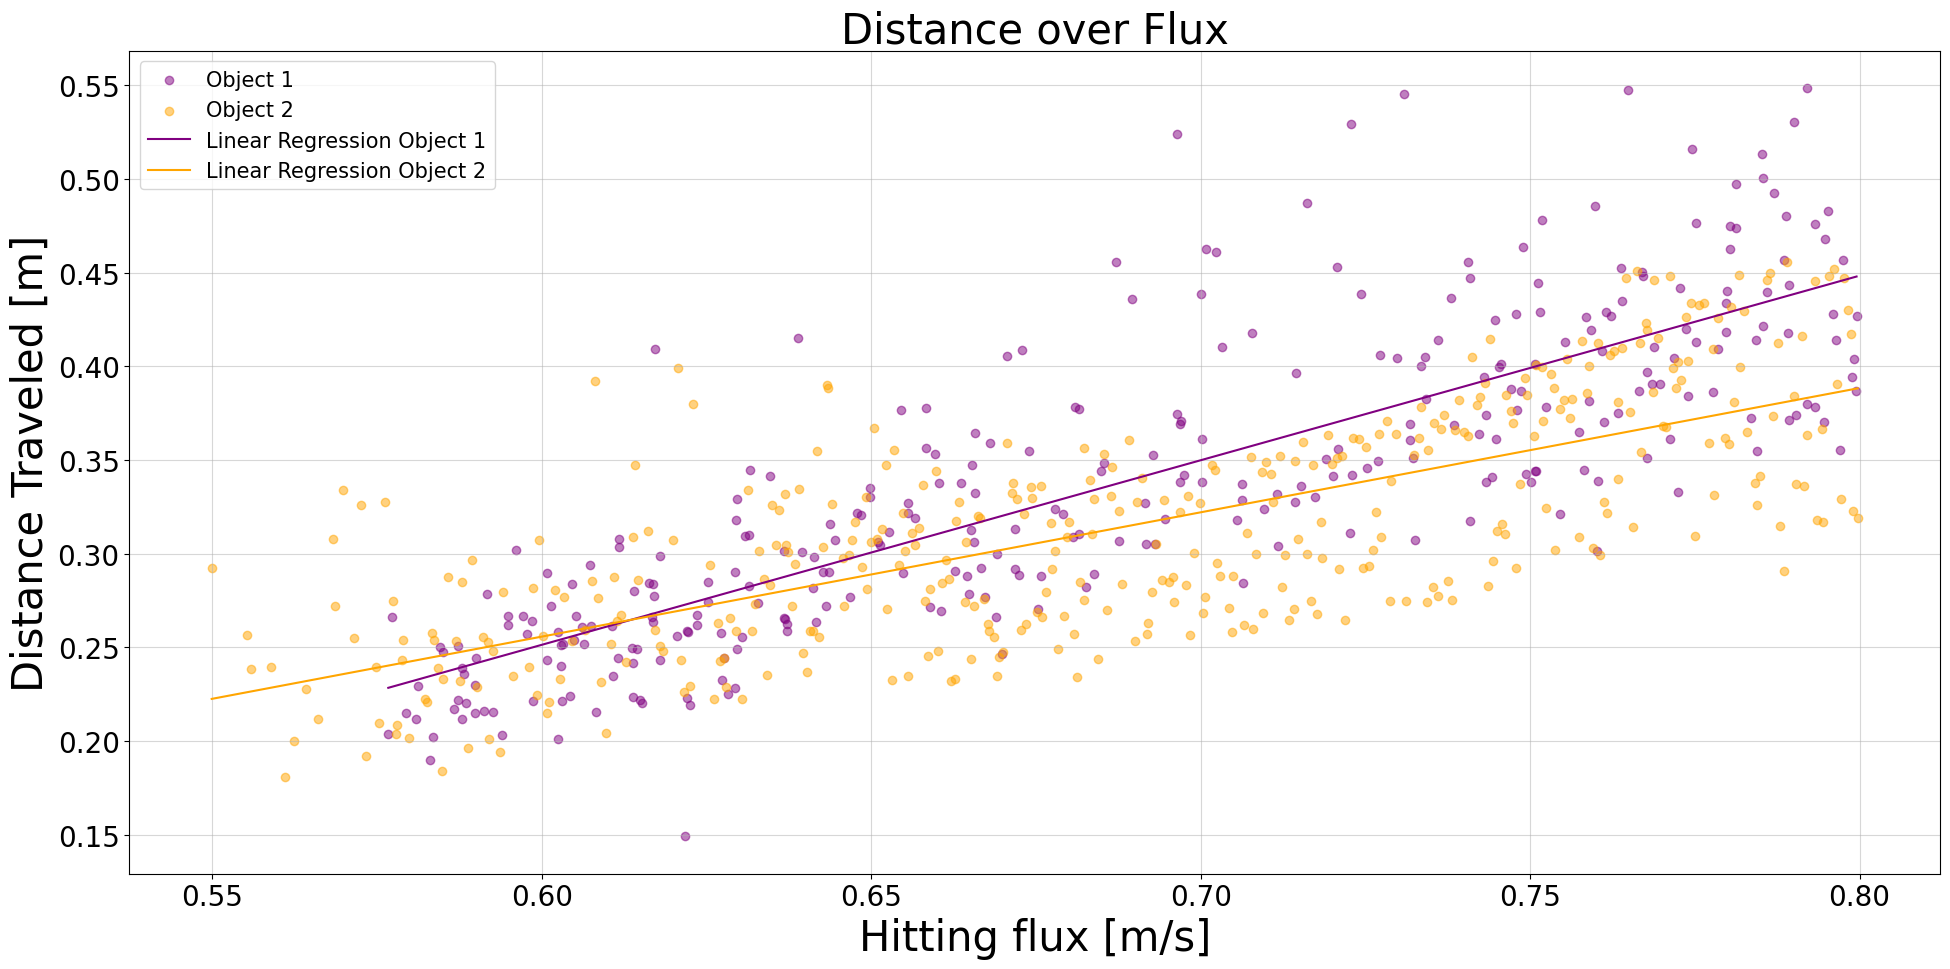 Distance over Flux
Object 1
Object 2
Linear Regression Object 1
Linear Regression Object 2
Distance Traveled [m]
0.55
0.50
0.45
0.40
0.35
0.30
0.25
0.20
0.15
0.55 0.60 0.65 0.70 0.75 0.80
Hitting flux [m/s]